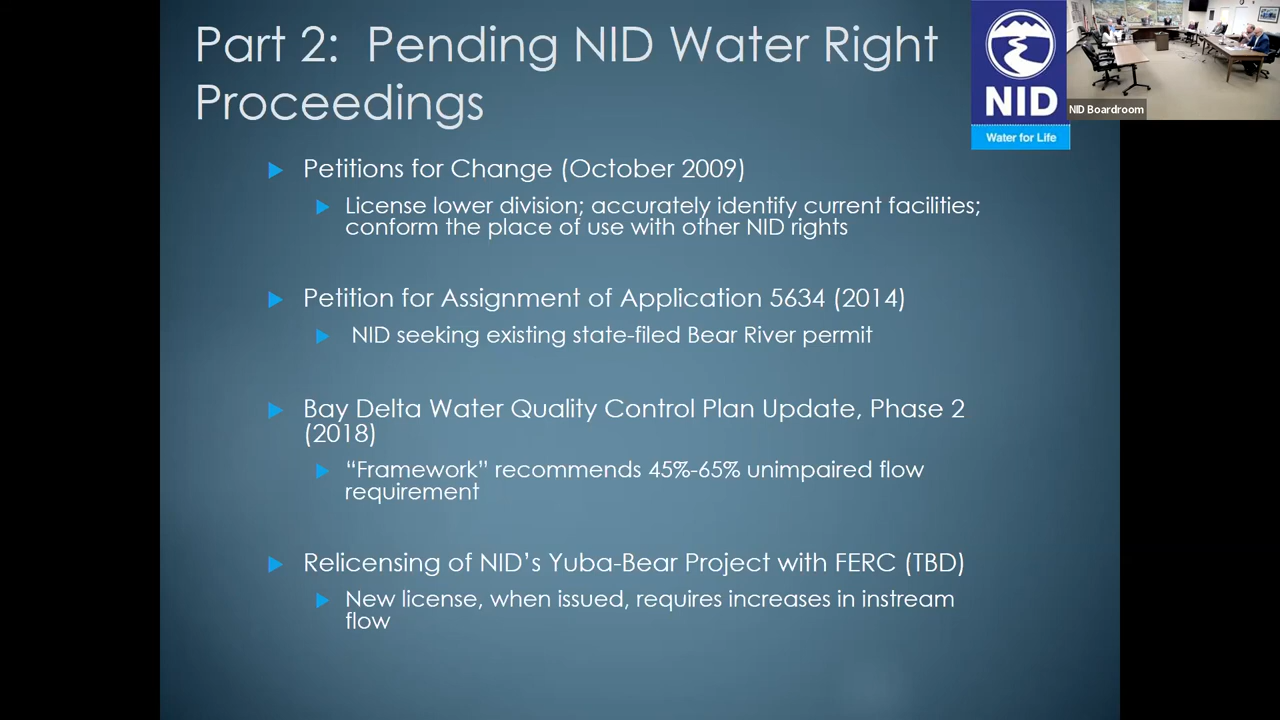 Part 2: Pending NID Water Right
Proceedings
NID
Water for Life
NID Boardroom
Petitions for Change (October 2009)
License lower division; accurately identify current facilities;
conform the place of use with other NID rights
Petition for Assignment of Application 5634 (2014)
NID seeking existing state-filed Bear River permit
Bay Delta Water Quality Control Plan Update, Phase 2
(2018)
“Framework” recommends 45%-65% unimpaired flow
requirement
Relicensing of NID’s Yuba-Bear Project with FERC (TBD)
New license, when issued, requires increases in instream
flow